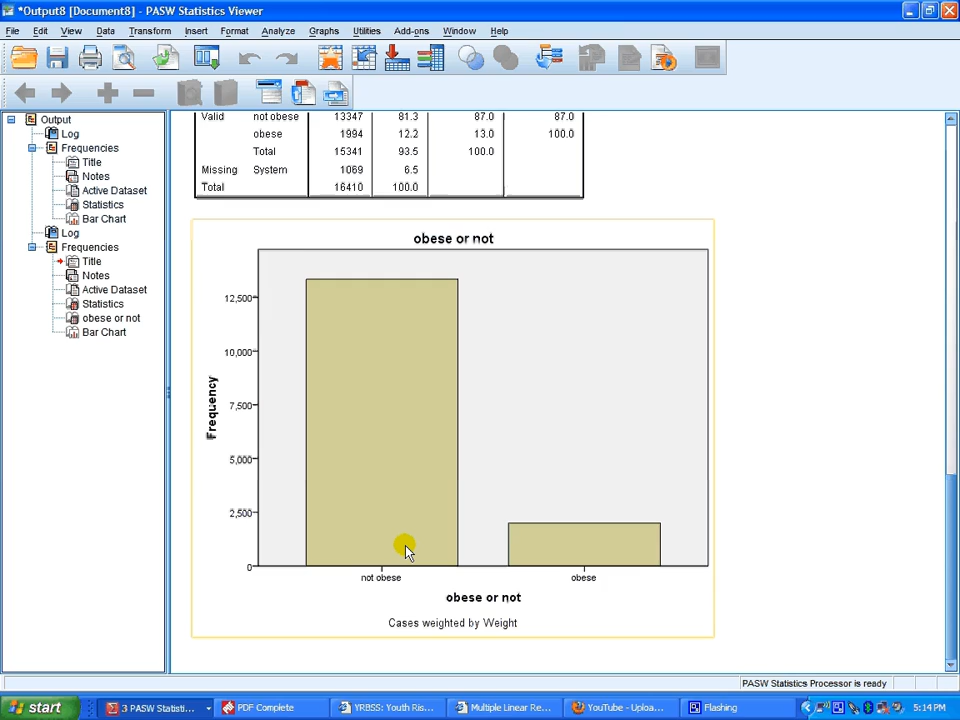 *Output8 [Document8] - PASW Statistics Viewer
File Edit View Data Transform Insert Format Analyze Graphs Utilities Add-ons Window Help
Output
Log
Frequencies
Title
Notes
Active Dataset
Statistics
Bar Chart
Log
Frequencies
Title
Notes
Active Dataset
Statistics
obese or not
Bar Chart
Valid not obese 13347 81.3 87.0 87.0
obese 1994 12.2 13.0 100.0
Total 15341 93.5 100.0
Missing System 1069 6.5
Total 16410 100.0
obese or not
12,500
10,000
7,500
5,000
2,500
0
Frequency
not obese obese
obese or not
Cases weighted by Weight
PASW Statistics Processor is ready
start 3 PASW Statisti... PDF Complete YRBSS: Youth Ris... Multiple Linear Re... YouTube - Uploa... Flashing 5:14 PM